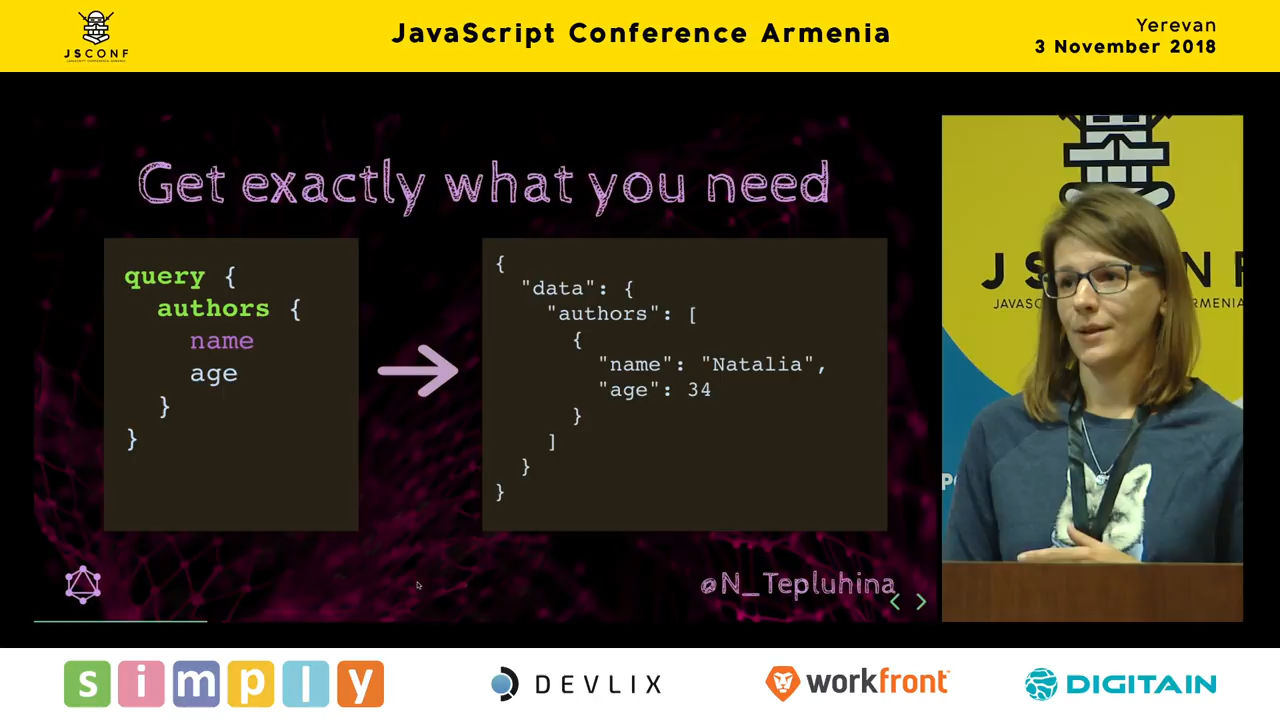 JSCONF
JavaScript Conference Armenia
Yerevan
3 November 2018
Get exactly what you need
query {
authors {
name
age
}
}
{
"data": {
"authors": [
{
"name": "Natalia",
"age": 34
}
]
}
}
@N_Tepluhina
< >
simply
DEVLIX
workfront
DIGITAIN